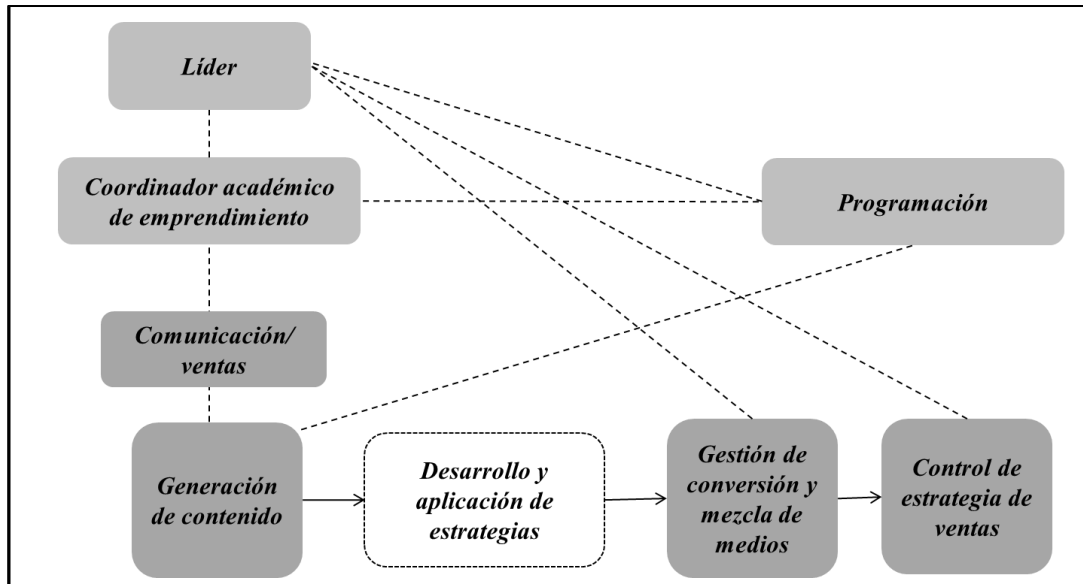 Líder
Coordinador académico
de emprendimiento
Programación
Comunicación/
ventas
Generación
de contenido
Desarrollo y
aplicación de
estrategias
Gestión de
conversión y
mezcla de
medios
Control de
estrategia de
ventas